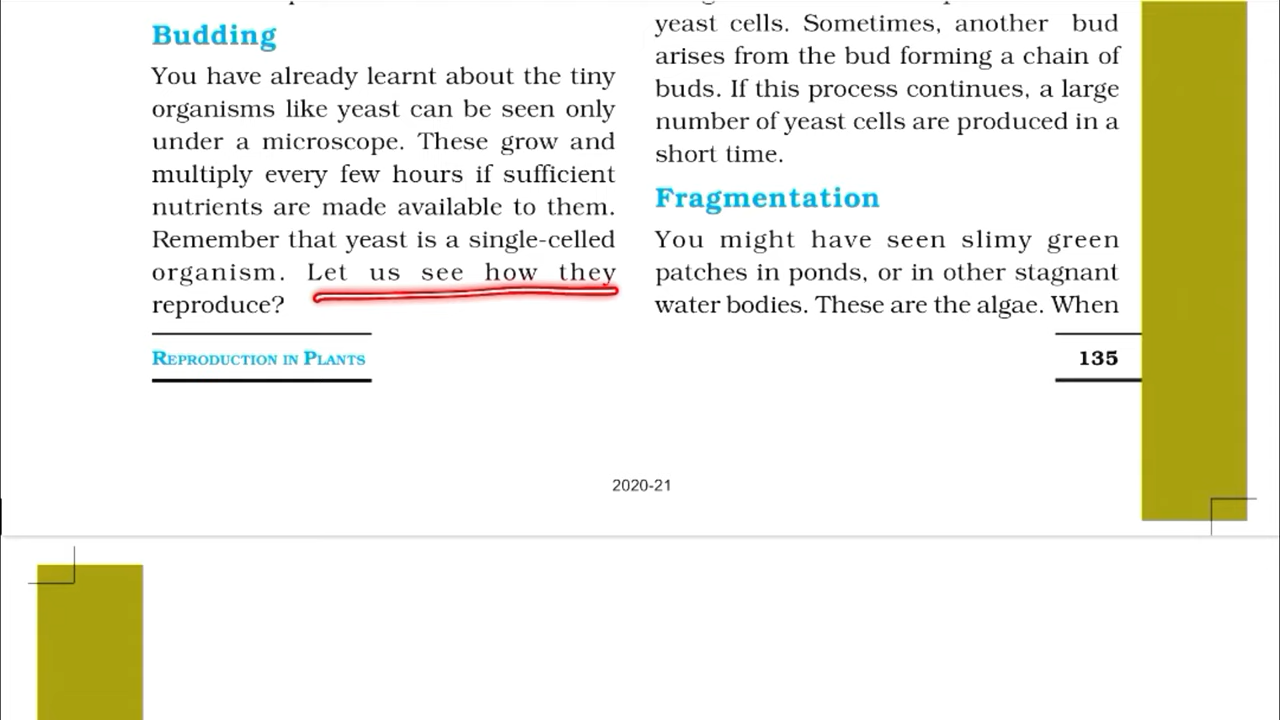 Budding
You have already learnt about the tiny
organisms like yeast can be seen only
under a microscope. These grow and
multiply every few hours if sufficient
nutrients are made available to them.
Remember that yeast is a single-celled
organism. Let us see how they
reproduce?
yeast cells. Sometimes, another bud
arises from the bud forming a chain of
buds. If this process continues, a large
number of yeast cells are produced in a
short time.
Fragmentation
You might have seen slimy green
patches in ponds, or in other stagnant
water bodies. These are the algae. When
REPRODUCTION IN PLANTS
135
2020-21